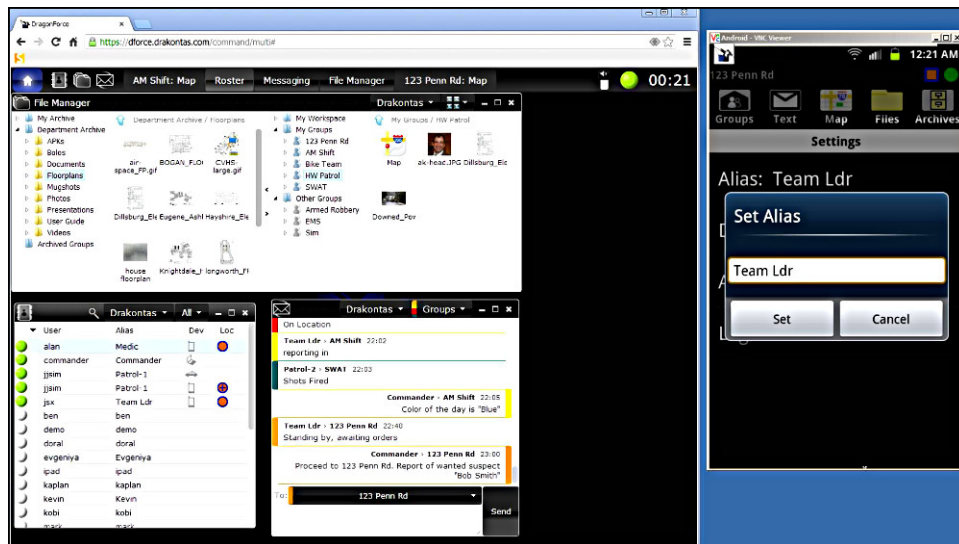 DragonForce
https://dforce.drakontas.com/command/muti#
AM Shift: Map
Roster
Messaging
File Manager
123 Penn Rd: Map
00:21
File Manager
Drakontas
My Archive
Department Archive
APKs
Bolos
Documents
Floorplans
Mugshots
Photos
Presentations
User Guide
Videos
Archived Groups
Department Archive / Floorplans
air-
space_FP.gif
BOGAN_FLO
CVHS-
large.gif
Dillsburg_Ele
Eugene_Ashl
Hayshire_Ele
house
floorplan
Knightdale_H
longworth_Fl
My Workspace
My Groups
123 Penn Rd
AM Shift
Bike Team
HW Patrol
SWAT
Other Groups
Armed Robbery
EMS
Sim
My Groups / HW Patrol
Map
ak-heac.JPG
Dillsburg_Ele
Downed_Pow
Drakontas
All
User Alias Dev Loc
alan Medic
commander Commander
jjsim Patrol-1
jjsim Patrol-1
jsx Team Ldr
ben ben
demo demo
doral doral
evgeniya Evgeniya
ipad ipad
kaplan kaplan
kevin Kevin
kobi kobi
mark mark
Drakontas
Groups
On Location
Team Ldr › AM Shift 22:02
reporting in
Patrol-2 › SWAT 22:03
Shots Fired
Commander › AM Shift 22:05
Color of the day is "Blue"
Team Ldr › 123 Penn Rd 22:40
Standing by, awaiting orders
Commander › 123 Penn Rd 23:00
Proceed to 123 Penn Rd. Report of wanted suspect
"Bob Smith"
To:
123 Penn Rd
Send
Android - VNC Viewer
12:21 AM
123 Penn Rd
Groups
Text
Map
Files
Archives
Settings
Alias: Team Ldr
Set Alias
Team Ldr
Set
Cancel